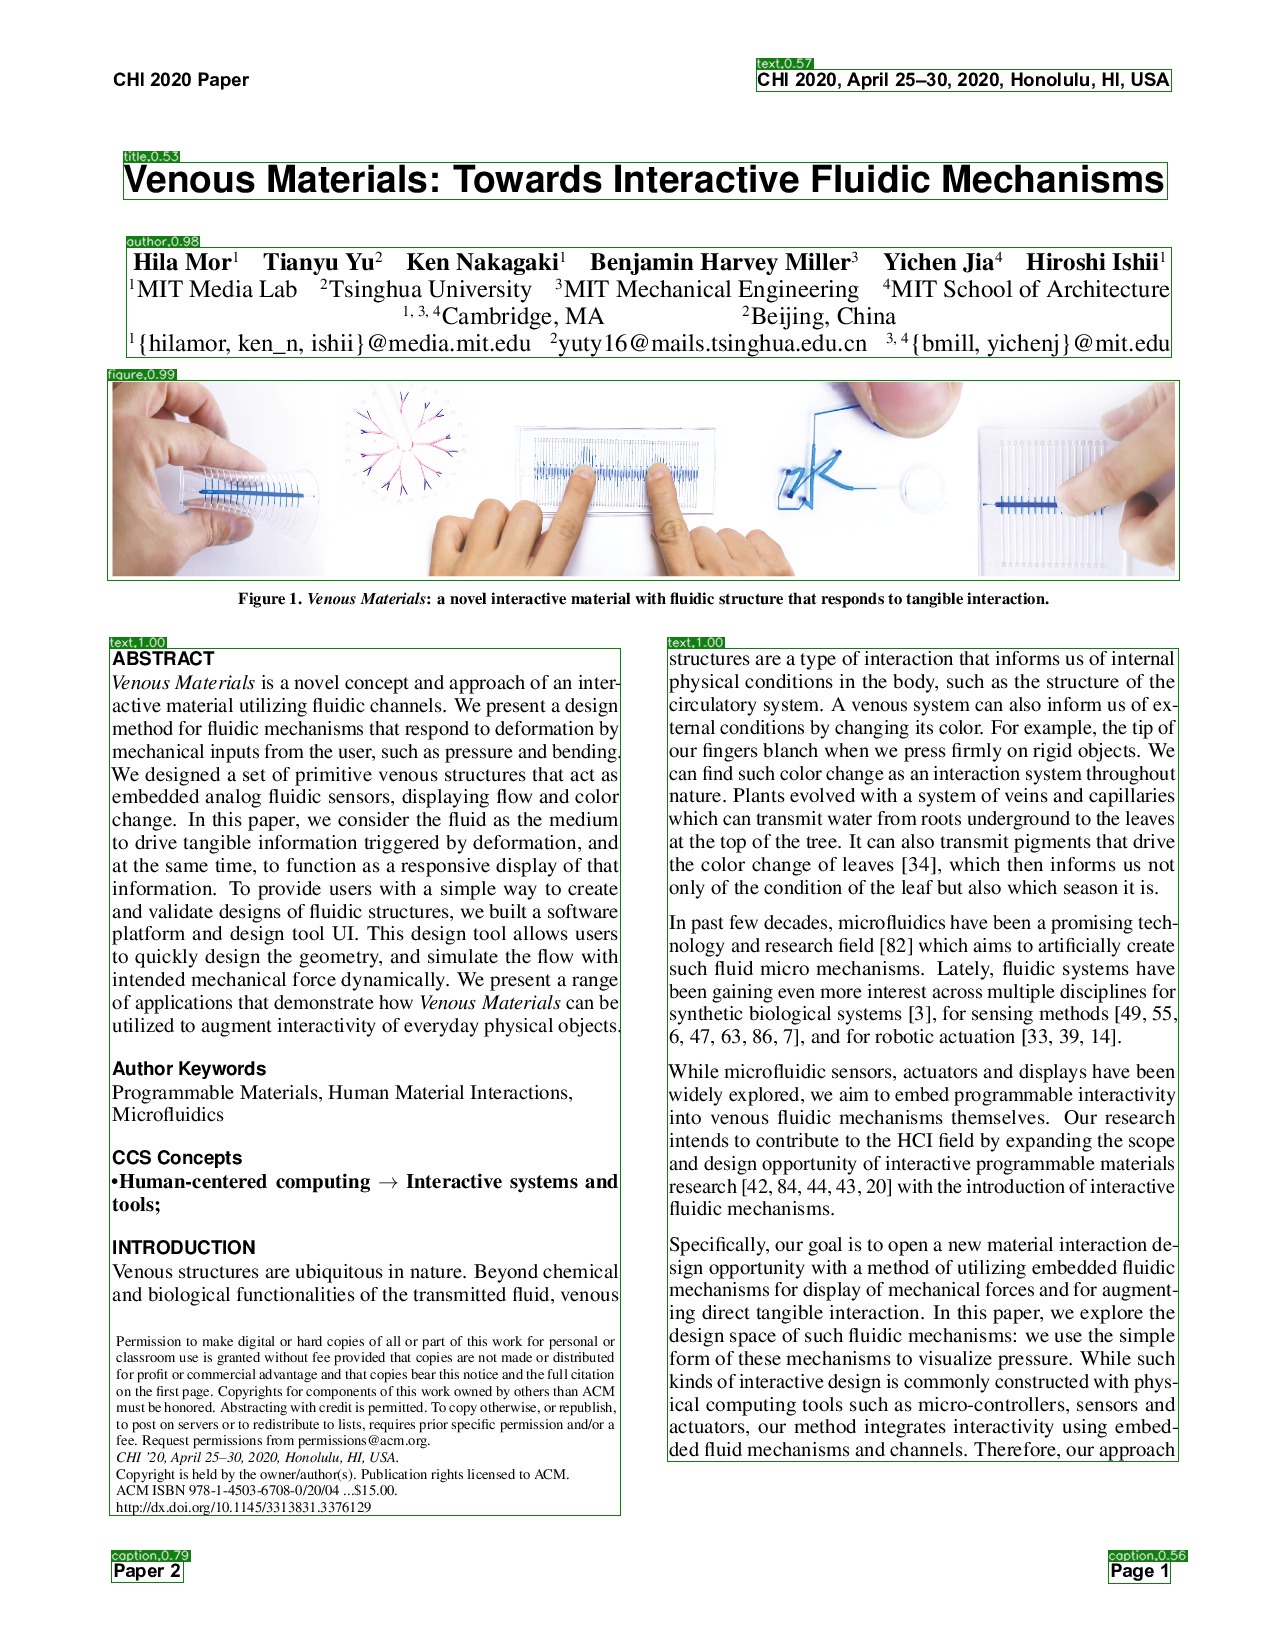 CHI 2020 Paper
text,0.57
CHI 2020, April 25–30, 2020, Honolulu, HI, USA
title,0.53
Venous Materials: Towards Interactive Fluidic Mechanisms
author,0.98
Hila Mor¹ Tianyu Yu² Ken Nakagaki¹ Benjamin Harvey Miller³ Yichen Jia⁴ Hiroshi Ishii¹
¹MIT Media Lab ²Tsinghua University ³MIT Mechanical Engineering ⁴MIT School of Architecture
¹, ³, ⁴Cambridge, MA ²Beijing, China
¹{hilamor, ken_n, ishii}@media.mit.edu ²yuty16@mails.tsinghua.edu.cn ³, ⁴{bmill, yichenj}@mit.edu
figure,0.99
Figure 1. Venous Materials: a novel interactive material with fluidic structure that responds to tangible interaction.
text,1.00
ABSTRACT
Venous Materials is a novel concept and approach of an inter-
active material utilizing fluidic channels. We present a design
method for fluidic mechanisms that respond to deformation by
mechanical inputs from the user, such as pressure and bending.
We designed a set of primitive venous structures that act as
embedded analog fluidic sensors, displaying flow and color
change. In this paper, we consider the fluid as the medium
to drive tangible information triggered by deformation, and
at the same time, to function as a responsive display of that
information. To provide users with a simple way to create
and validate designs of fluidic structures, we built a software
platform and design tool UI. This design tool allows users
to quickly design the geometry, and simulate the flow with
intended mechanical force dynamically. We present a range
of applications that demonstrate how Venous Materials can be
utilized to augment interactivity of everyday physical objects.
Author Keywords
Programmable Materials, Human Material Interactions,
Microfluidics
CCS Concepts
•Human-centered computing → Interactive systems and
tools;
INTRODUCTION
Venous structures are ubiquitous in nature. Beyond chemical
and biological functionalities of the transmitted fluid, venous
Permission to make digital or hard copies of all or part of this work for personal or
classroom use is granted without fee provided that copies are not made or distributed
for profit or commercial advantage and that copies bear this notice and the full citation
on the first page. Copyrights for components of this work owned by others than ACM
must be honored. Abstracting with credit is permitted. To copy otherwise, or republish,
to post on servers or to redistribute to lists, requires prior specific permission and/or a
fee. Request permissions from permissions@acm.org.
CHI '20, April 25–30, 2020, Honolulu, HI, USA.
Copyright is held by the owner/author(s). Publication rights licensed to ACM.
ACM ISBN 978-1-4503-6708-0/20/04 ...$15.00.
http://dx.doi.org/10.1145/3313831.3376129
text,1.00
structures are a type of interaction that informs us of internal
physical conditions in the body, such as the structure of the
circulatory system. A venous system can also inform us of ex-
ternal conditions by changing its color. For example, the tip of
our fingers blanch when we press firmly on rigid objects. We
can find such color change as an interaction system throughout
nature. Plants evolved with a system of veins and capillaries
which can transmit water from roots underground to the leaves
at the top of the tree. It can also transmit pigments that drive
the color change of leaves [34], which then informs us not
only of the condition of the leaf but also which season it is.
In past few decades, microfluidics have been a promising tech-
nology and research field [82] which aims to artificially create
such fluid micro mechanisms. Lately, fluidic systems have
been gaining even more interest across multiple disciplines for
synthetic biological systems [3], for sensing methods [49, 55,
6, 47, 63, 86, 7], and for robotic actuation [33, 39, 14].
While microfluidic sensors, actuators and displays have been
widely explored, we aim to embed programmable interactivity
into venous fluidic mechanisms themselves. Our research
intends to contribute to the HCI field by expanding the scope
and design opportunity of interactive programmable materials
research [42, 84, 44, 43, 20] with the introduction of interactive
fluidic mechanisms.
Specifically, our goal is to open a new material interaction de-
sign opportunity with a method of utilizing embedded fluidic
mechanisms for display of mechanical forces and for augment-
ing direct tangible interaction. In this paper, we explore the
design space of such fluidic mechanisms: we use the simple
form of these mechanisms to visualize pressure. While such
kinds of interactive design is commonly constructed with phys-
ical computing tools such as micro-controllers, sensors and
actuators, our method integrates interactivity using embed-
ded fluid mechanisms and channels. Therefore, our approach
caption,0.79
Paper 2
caption,0.56
Page 1